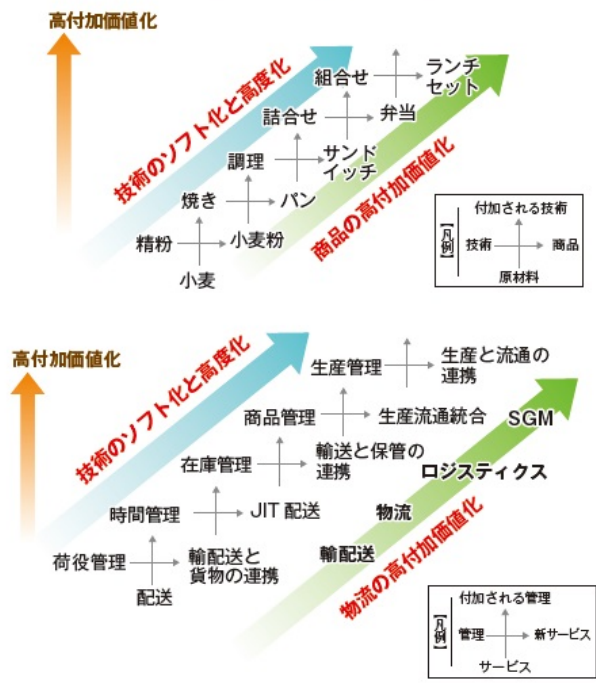 高付加価値化
技術のソフト化と高度化
組合せ
ランチ
セット
詰合せ
弁当
調理
サンド
イッチ
焼き
パン
精粉
小麦粉
小麦
商品の高付加価値化
【凡例】
付加される技術
技術
商品
原材料
高付加価値化
技術のソフト化と高度化
生産管理
生産と流通の
連携
商品管理
生産流通統合
SGM
在庫管理
輸送と保管の
連携
ロジスティクス
時間管理
JIT 配送
物流
荷役管理
輸配送と
貨物の連携
輸配送
配送
物流の高付加価値化
【凡例】
付加される管理
管理
新サービス
サービス